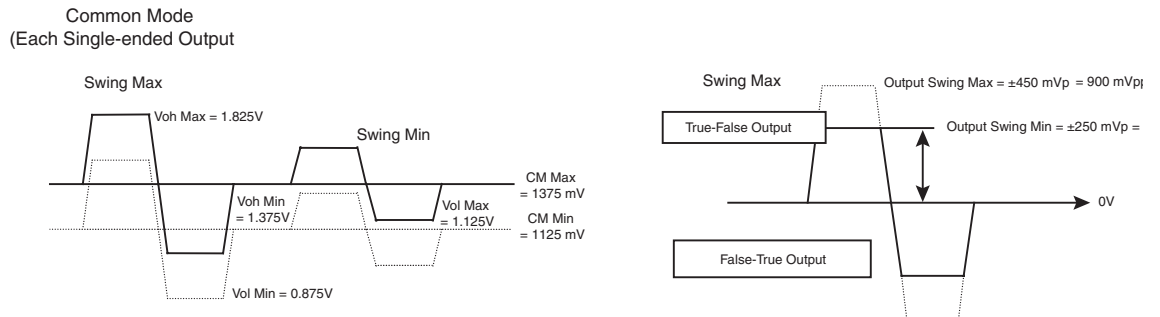 Common Mode
(Each Single-ended Output
Swing Max
Voh Max = 1.825V
Swing Min
CM Max
= 1375 mV
Voh Min
= 1.375V
Vol Max
= 1.125V
CM Min
= 1125 mV
Vol Min = 0.875V
Swing Max
Output Swing Max = ±450 mVp = 900 mVpp
True-False Output
Output Swing Min = ±250 mVp =
0V
False-True Output